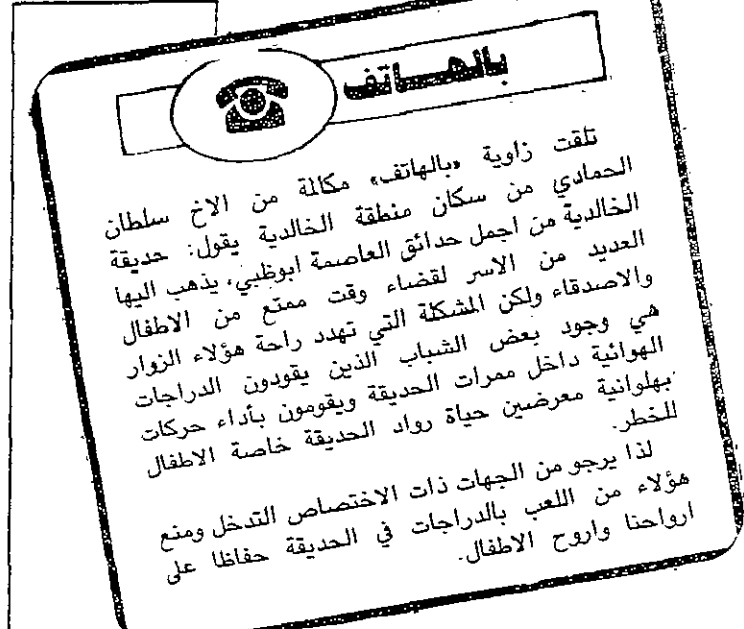 بالهاتف
تلقت زاوية «بالهاتف» مكالمة من الاخ سلطان
الحمادي من سكان منطقة الخالدية يقول: حديقة
الخالدية من اجمل حدائق العاصمة ابوظبي، يذهب اليها
العديد من الاسر لقضاء وقت ممتع من الاطفال
والاصدقاء ولكن المشكلة التي تهدد راحة هؤلاء الزوار
هي وجود بعض الشباب الذين يقودون الدراجات
الهوائية داخل ممرات الحديقة ويقومون بأداء حركات
بهلوانية معرضين حياة رواد الحديقة خاصة الاطفال
للخطر.
لذا يرجو من الجهات ذات الاختصاص التدخل ومنع
هؤلاء من اللعب بالدراجات في الحديقة حفاظا على
ارواحنا واروح الاطفال.